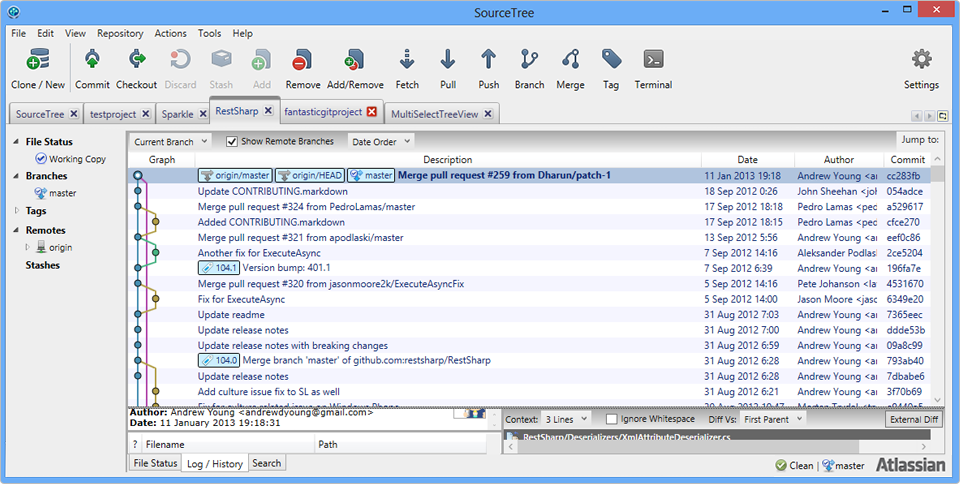 SourceTree
File Edit View Repository Actions Tools Help
Clone / New Commit Checkout Discard Stash Add Remove Add/Remove Fetch Pull Push Branch Merge Tag Terminal Settings
SourceTree testproject Sparkle RestSharp fantasticgitproject MultiSelectTreeView
File Status
Working Copy
Branches
master
Tags
Remotes
origin
Stashes
Current Branch Show Remote Branches Date Order Jump to:
Graph Description Date Author Commit
origin/master origin/HEAD master Merge pull request #259 from Dharun/patch-1 11 Jan 2013 19:18 Andrew Young <ar cc283fb
Update CONTRIBUTING.markdown 18 Sep 2012 0:26 John Sheehan <joh 054adce
Merge pull request #324 from PedroLamas/master 17 Sep 2012 18:18 Pedro Lamas <pec a529617
Added CONTRIBUTING.markdown 17 Sep 2012 18:15 Pedro Lamas <pec cfce270
Merge pull request #321 from apodlaski/master 13 Sep 2012 5:56 Andrew Young <ar eef0c86
Another fix for ExecuteAsync 7 Sep 2012 14:16 Aleksander Podlas 2ce5204
104.1 Version bump: 401.1 7 Sep 2012 6:39 Andrew Young <ar 196fa7e
Merge pull request #320 from jasonmoore2k/ExecuteAsyncFix 5 Sep 2012 14:16 Pete Johanson <la 4531670
Fix for ExecuteAsync 5 Sep 2012 14:00 Jason Moore <jasc 6349e20
Update readme 31 Aug 2012 7:03 Andrew Young <ar 7365eec
Update release notes 31 Aug 2012 7:00 Andrew Young <ar ddde53b
Update release notes with breaking changes 31 Aug 2012 6:59 Andrew Young <ar 09a8c99
104.0 Merge branch 'master' of github.com:restsharp/RestSharp 31 Aug 2012 6:28 Andrew Young <ar 793ab40
Update release notes 31 Aug 2012 6:28 Andrew Young <ar 7dbabe6
Add culture issue fix to SL as well 31 Aug 2012 6:21 Andrew Young <ar 3f70b69
Author: Andrew Young <andrewdyoung@gmail.com>
Date: 11 January 2013 19:18:31
Context: 3 Lines Ignore Whitespace Diff Vs: First Parent External Diff
RestSharp/Deserializers/XmlAttributeDeserializer.cs
? Filename Path
File Status Log / History Search
Clean | master Atlassian